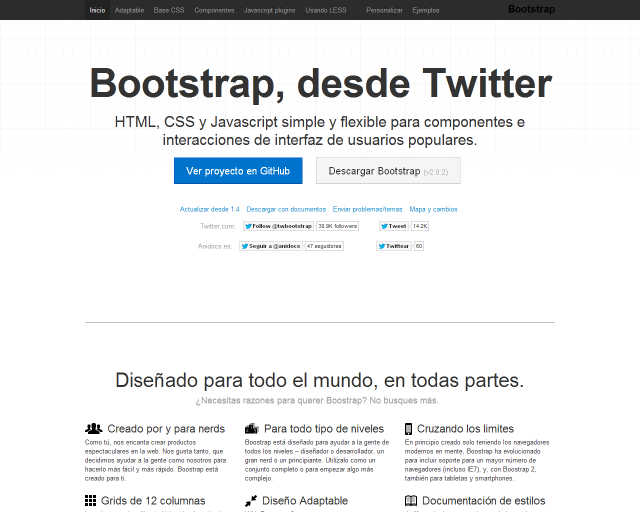 Inicio Adaptable Base CSS Componentes Javascript plugins Usando LESS Personalizar Ejemplos Bootstrap
Bootstrap, desde Twitter
HTML, CSS y Javascript simple y flexible para componentes e
interacciones de interfaz de usuarios populares.
Ver proyecto en GitHub Descargar Bootstrap (v2.0.2)
Actualizar desde 1.4 Descargar con documentos Enviar problemas/temas Mapa y cambios
Twitter.com: Follow @twbootstrap 30.9K followers Tweet 14.2K
Anidocs.es: Seguir a @anidocs 47 seguidores Twittear 60
Diseñado para todo el mundo, en todas partes.
¿Necesitas razones para querer Boostrap? No busques más.
Creado por y para nerds
Como tú, nos encanta crear productos
espectaculares en la web. Nos gusta tanto, que
decidimos ayudar a la gente como nosotros para
hacerlo más fácil y más rápido. Boostrap está
creado para ti.
Para todo tipo de niveles
Boostrap está diseñado para ayudar a la gente de
todos los niveles – diseñador o desarrollador, un
gran nerd o un principiante. Utilízalo como un
conjunto completo o para empezar algo más
complejo.
Cruzando los limites
En principio creado solo teniendo los navegadores
modernos en mente, Boostrap ha evolucionado
para incluir soporte para un mayor número de
navegadores (incluso IE7), y, con Boostrap 2,
también para tabletas y smartphones.
Grids de 12 columnas
Diseño Adaptable
Documentación de estilos